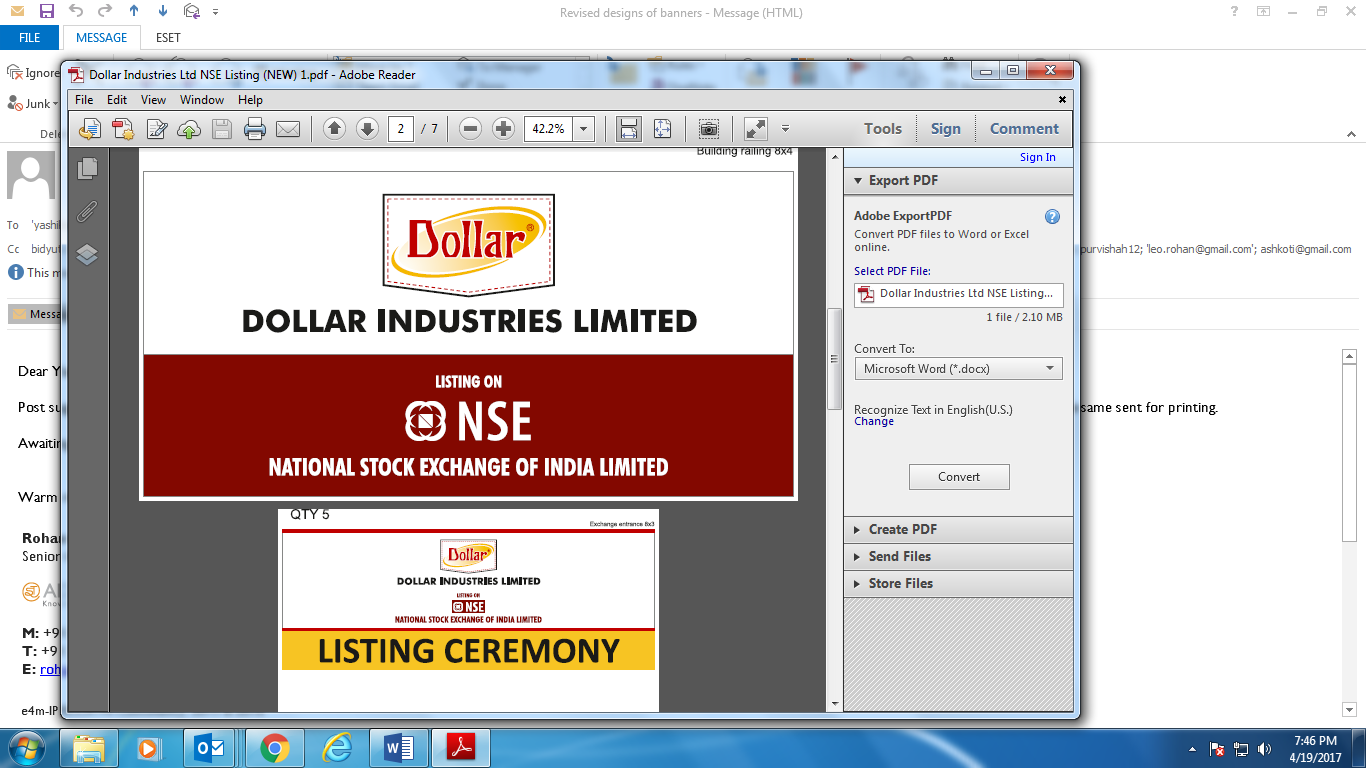 Revised designs of banners - Message (HTML)
FILE
MESSAGE
ESET
Ignore
Junk
To
Cc
purvishah12; 'leo.rohan@gmail.com'; ashkoti@gmail.com
This m
Messa
Dear Y
Post su
same sent for printing.
Awaitin
Warm
Rohan
Senior
M: +9
T: +9
E: roh
e4m-IP
Dollar Industries Ltd NSE Listing (NEW) 1.pdf - Adobe Reader
File Edit View Window Help
2 / 7
42.2%
Tools
Sign
Comment
Building railing 8x4
Dollar®
DOLLAR INDUSTRIES LIMITED
LISTING ON
NSE
NATIONAL STOCK EXCHANGE OF INDIA LIMITED
QTY 5
Exchange entrance 8x3
Dollar
DOLLAR INDUSTRIES LIMITED
LISTING ON
NSE
NATIONAL STOCK EXCHANGE OF INDIA LIMITED
LISTING CEREMONY
Sign In
Export PDF
Adobe ExportPDF
Convert PDF files to Word or Excel
online.
Select PDF File:
Dollar Industries Ltd NSE Listing...
1 file / 2.10 MB
Convert To:
Microsoft Word (*.docx)
Recognize Text in English(U.S.)
Change
Convert
Create PDF
Send Files
Store Files
7:46 PM
4/19/2017